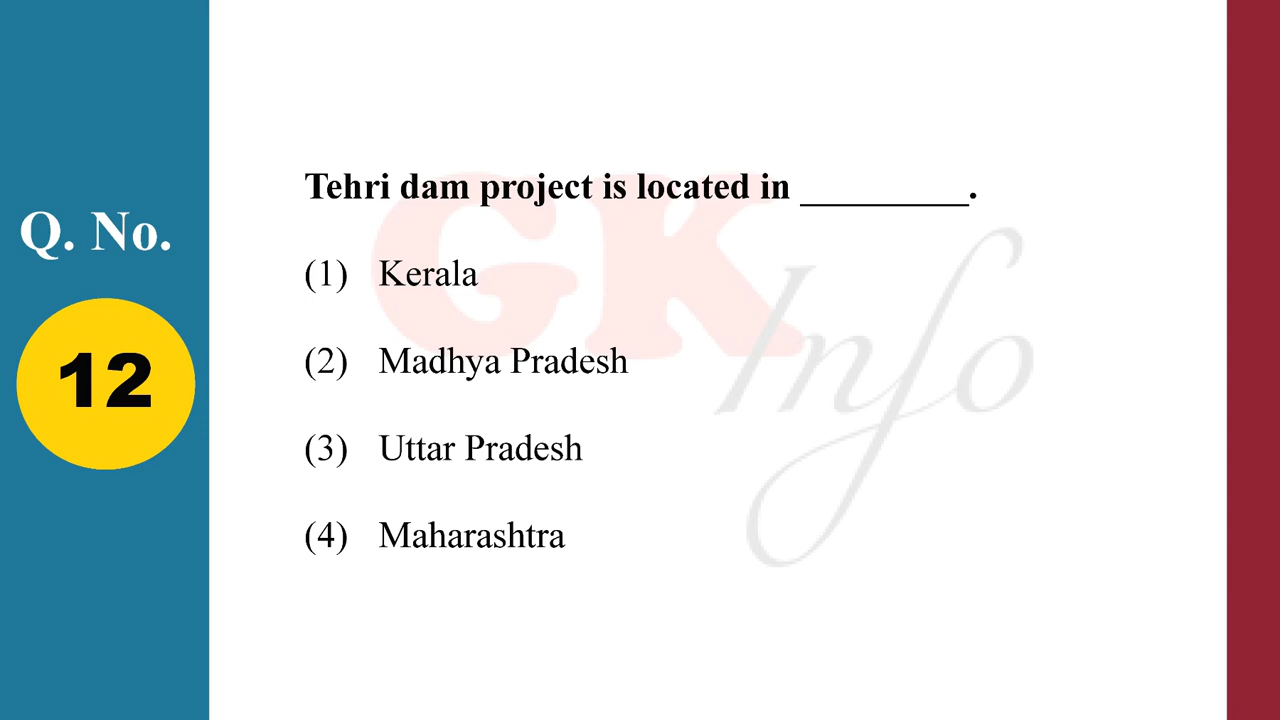 Q. No.
12
Tehri dam project is located in _________.
(1) Kerala
(2) Madhya Pradesh
(3) Uttar Pradesh
(4) Maharashtra
GK
Info